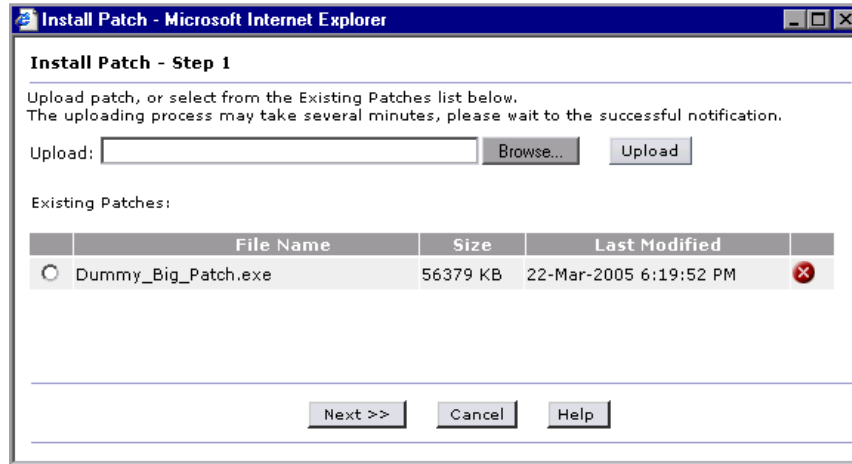 Install Patch - Microsoft Internet Explorer
Install Patch - Step 1
Upload patch, or select from the Existing Patches list below.
The uploading process may take several minutes, please wait to the successful notification.
Upload: Browse... Upload
Existing Patches:
File Name Size Last Modified
Dummy_Big_Patch.exe 56379 KB 22-Mar-2005 6:19:52 PM
Next >> Cancel Help